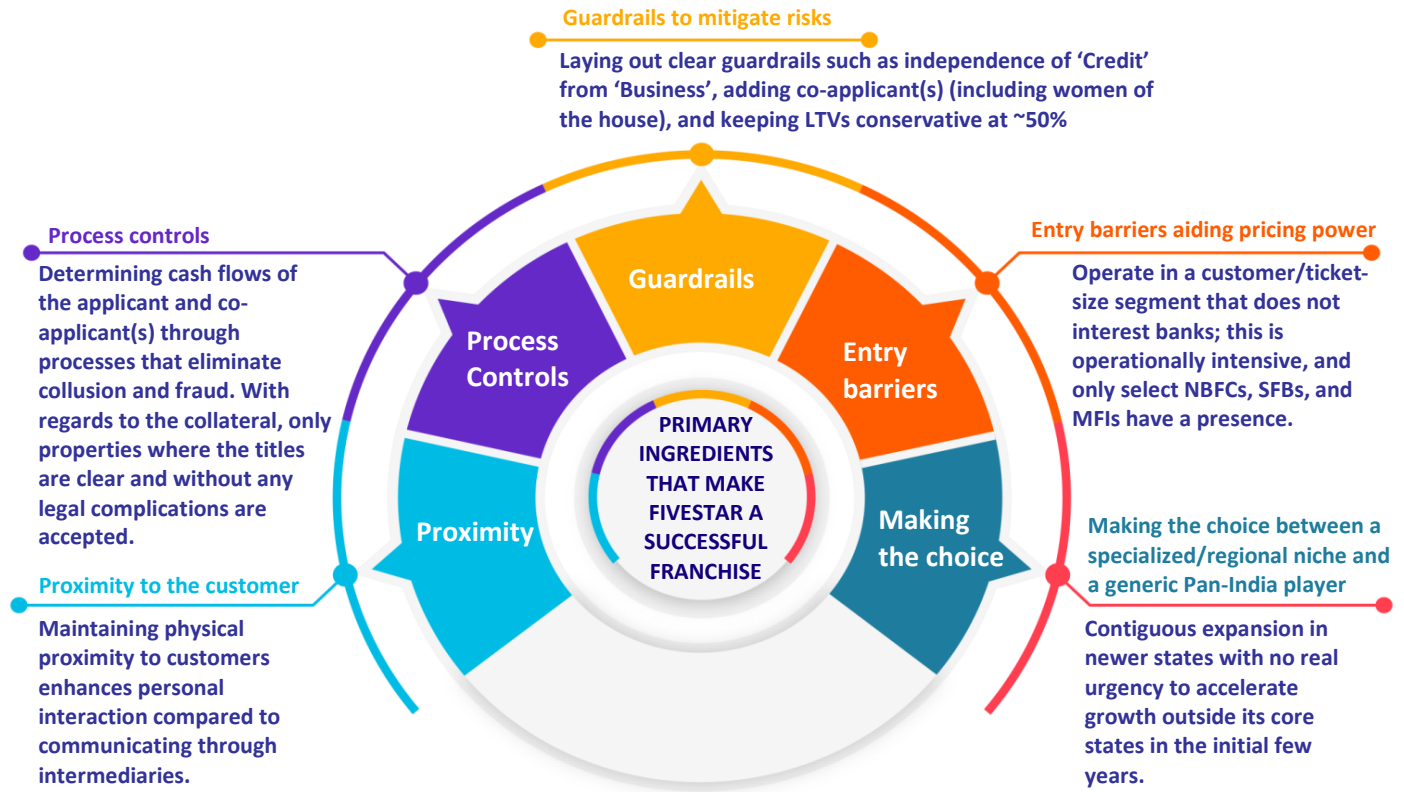 Guardrails to mitigate risks
Laying out clear guardrails such as independence of ‘Credit’
from ‘Business’, adding co-applicant(s) (including women of
the house), and keeping LTVs conservative at ~50%
Process controls
Determining cash flows of
the applicant and co-
applicant(s) through
processes that eliminate
collusion and fraud. With
regards to the collateral, only
properties where the titles
are clear and without any
legal complications are
accepted.
Proximity to the customer
Maintaining physical
proximity to customers
enhances personal
interaction compared to
communicating through
intermediaries.
Guardrails
Process
Controls
Entry
barriers
Proximity
Making
the choice
PRIMARY
INGREDIENTS
THAT MAKE
FIVESTAR A
SUCCESSFUL
FRANCHISE
Entry barriers aiding pricing power
Operate in a customer/ticket-
size segment that does not
interest banks; this is
operationally intensive, and
only select NBFCs, SFBs, and
MFIs have a presence.
Making the choice between a
specialized/regional niche and
a generic Pan-India player
Contiguous expansion in
newer states with no real
urgency to accelerate
growth outside its core
states in the initial few
years.